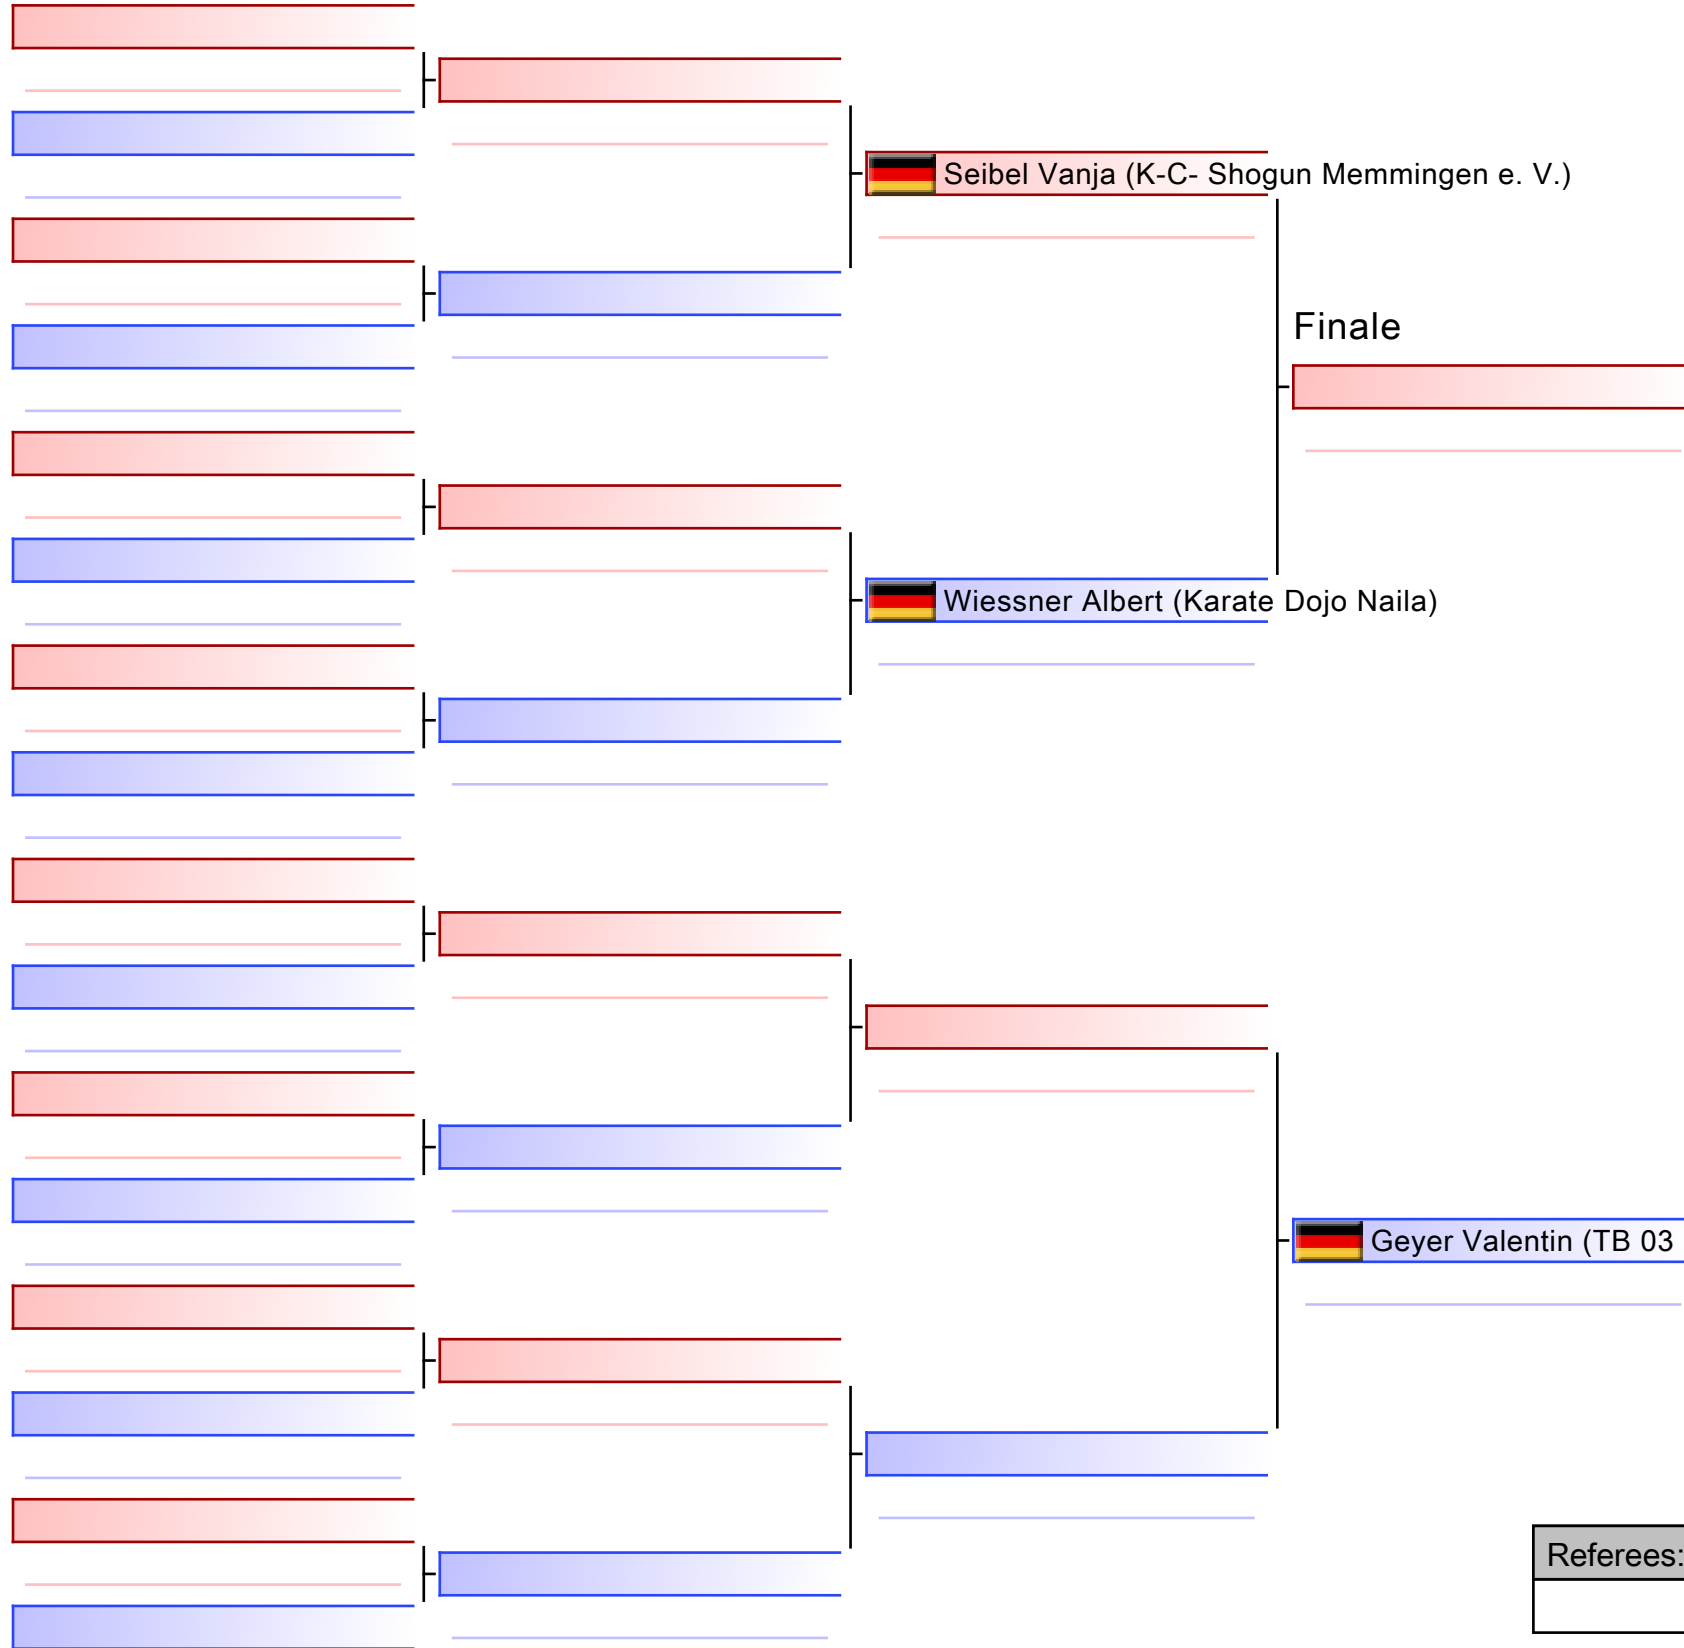 Seibel Vanja (K-C- Shogun Memmingen e. V.)
Finale
Wiessner Albert (Karate Dojo Naila)
Geyer Valentin (TB 03
Referees: